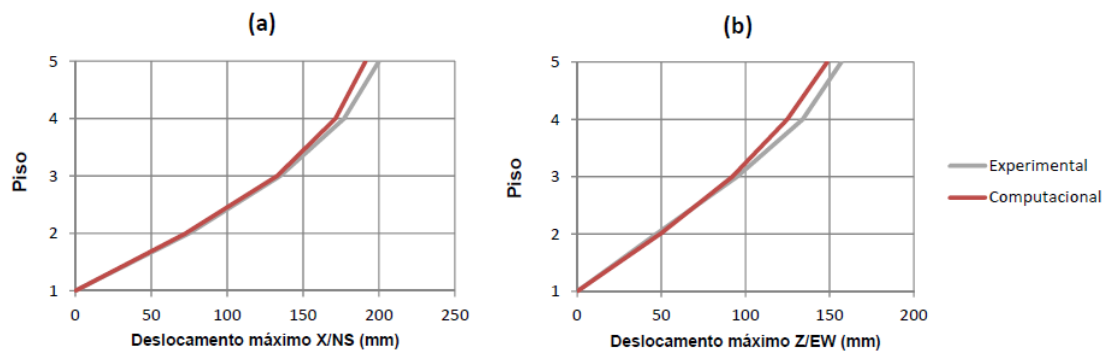 (a)
5
4
3
2
1
Piso
0 50 100 150 200 250
Deslocamento máximo X/NS (mm)
(b)
5
4
3
2
1
Piso
0 50 100 150 200
Deslocamento máximo Z/EW (mm)
Experimental
Computacional